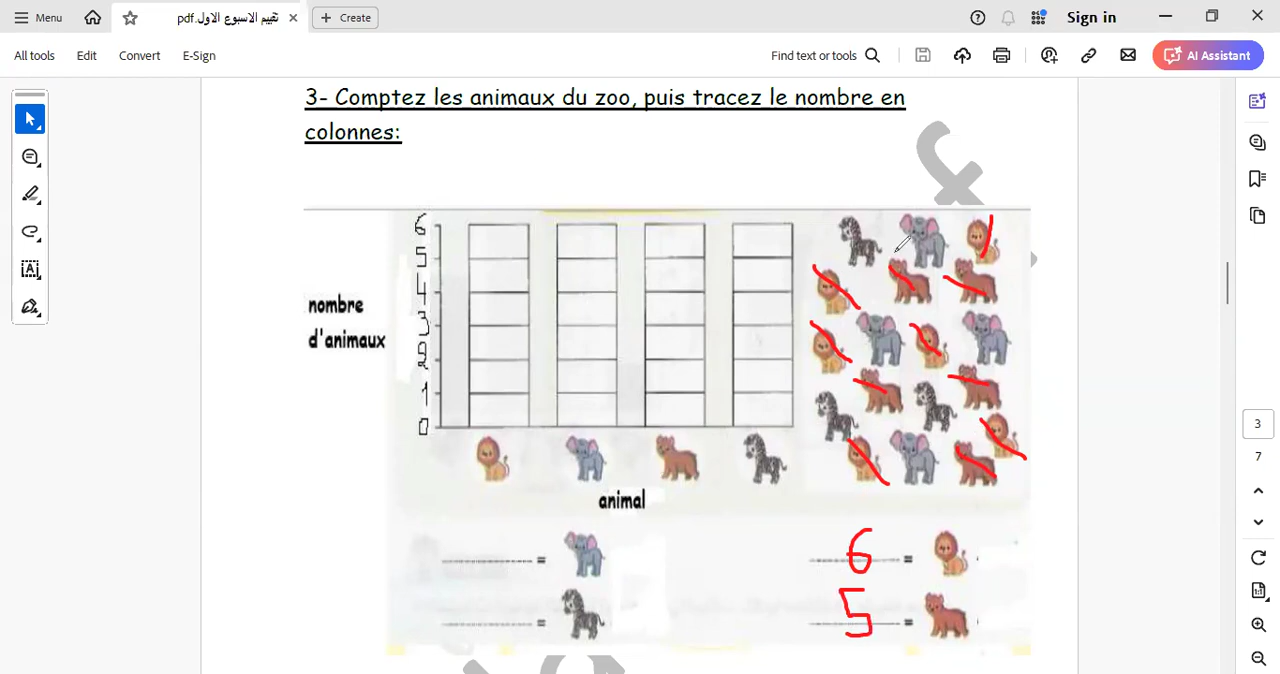 Menu
تقييم الاسبوع الاول.pdf
Create
Sign in
All tools
Edit
Convert
E-Sign
Find text or tools
AI Assistant
3- Comptez les animaux du zoo, puis tracez le nombre en
colonnes:
6
5
4
3
2
1
0
nombre
d'animaux
animal
=
= 6
=
= 5
3
7